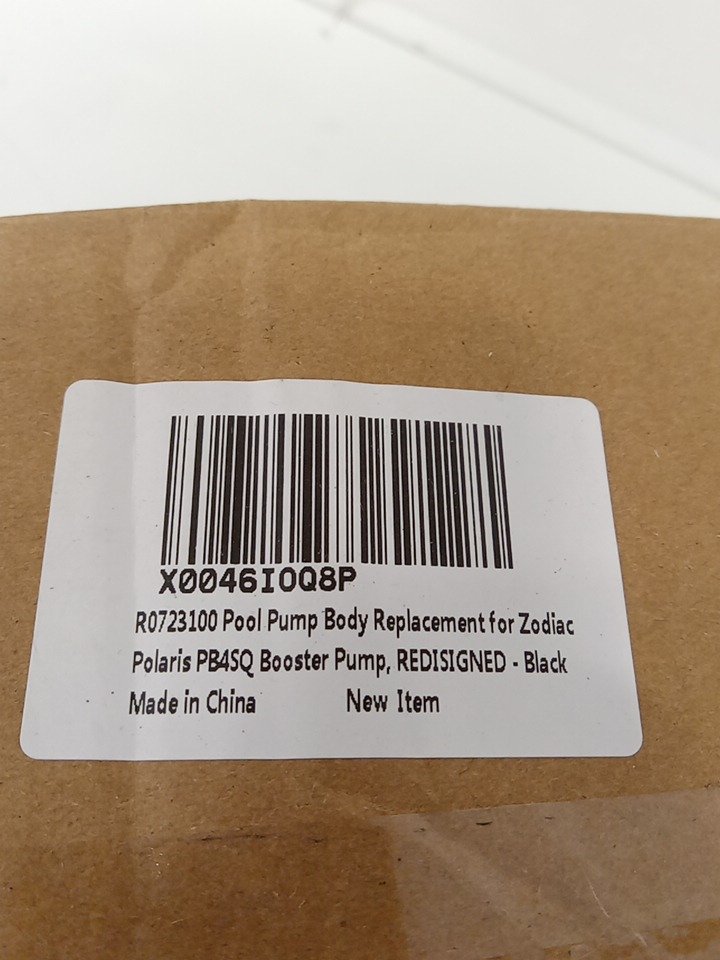 X0046IOQ8P
R0723100 Pool Pump Body Replacement for Zodiac
Polaris PB4SQ Booster Pump, REDISIGNED - Black
Made in China New Item